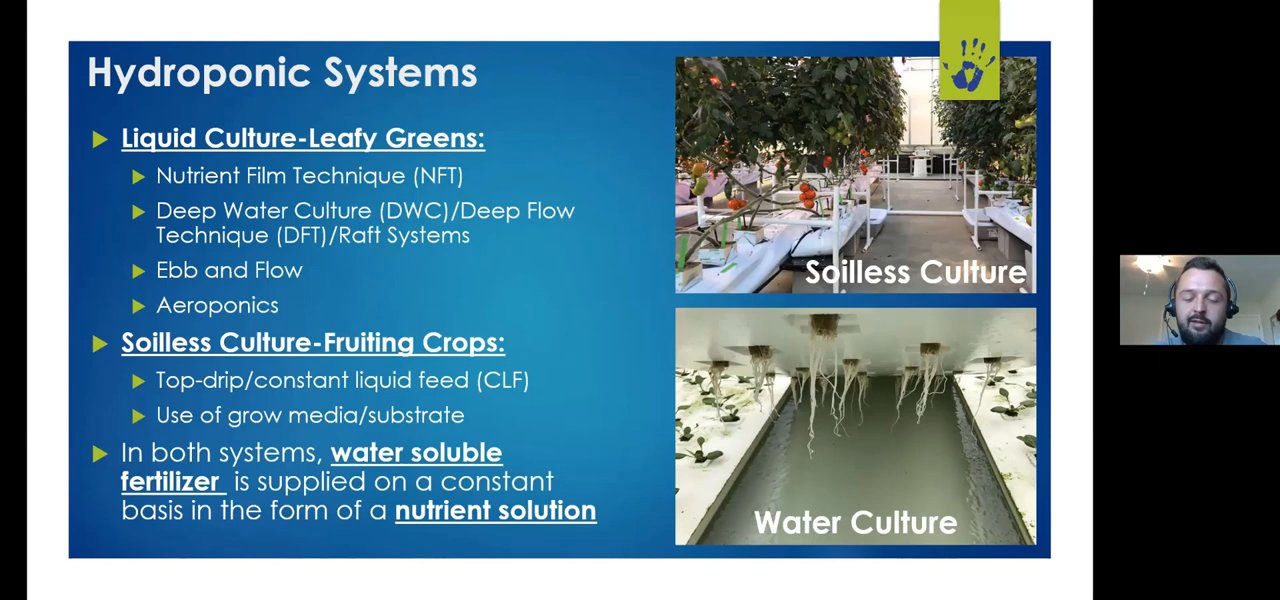 Hydroponic Systems
Liquid Culture-Leafy Greens:
Nutrient Film Technique (NFT)
Deep Water Culture (DWC)/Deep Flow
Technique (DFT)/Raft Systems
Ebb and Flow
Aeroponics
Soilless Culture-Fruiting Crops:
Top-drip/constant liquid feed (CLF)
Use of grow media/substrate
In both systems, water soluble
fertilizer is supplied on a constant
basis in the form of a nutrient solution
Soilless Culture
Water Culture